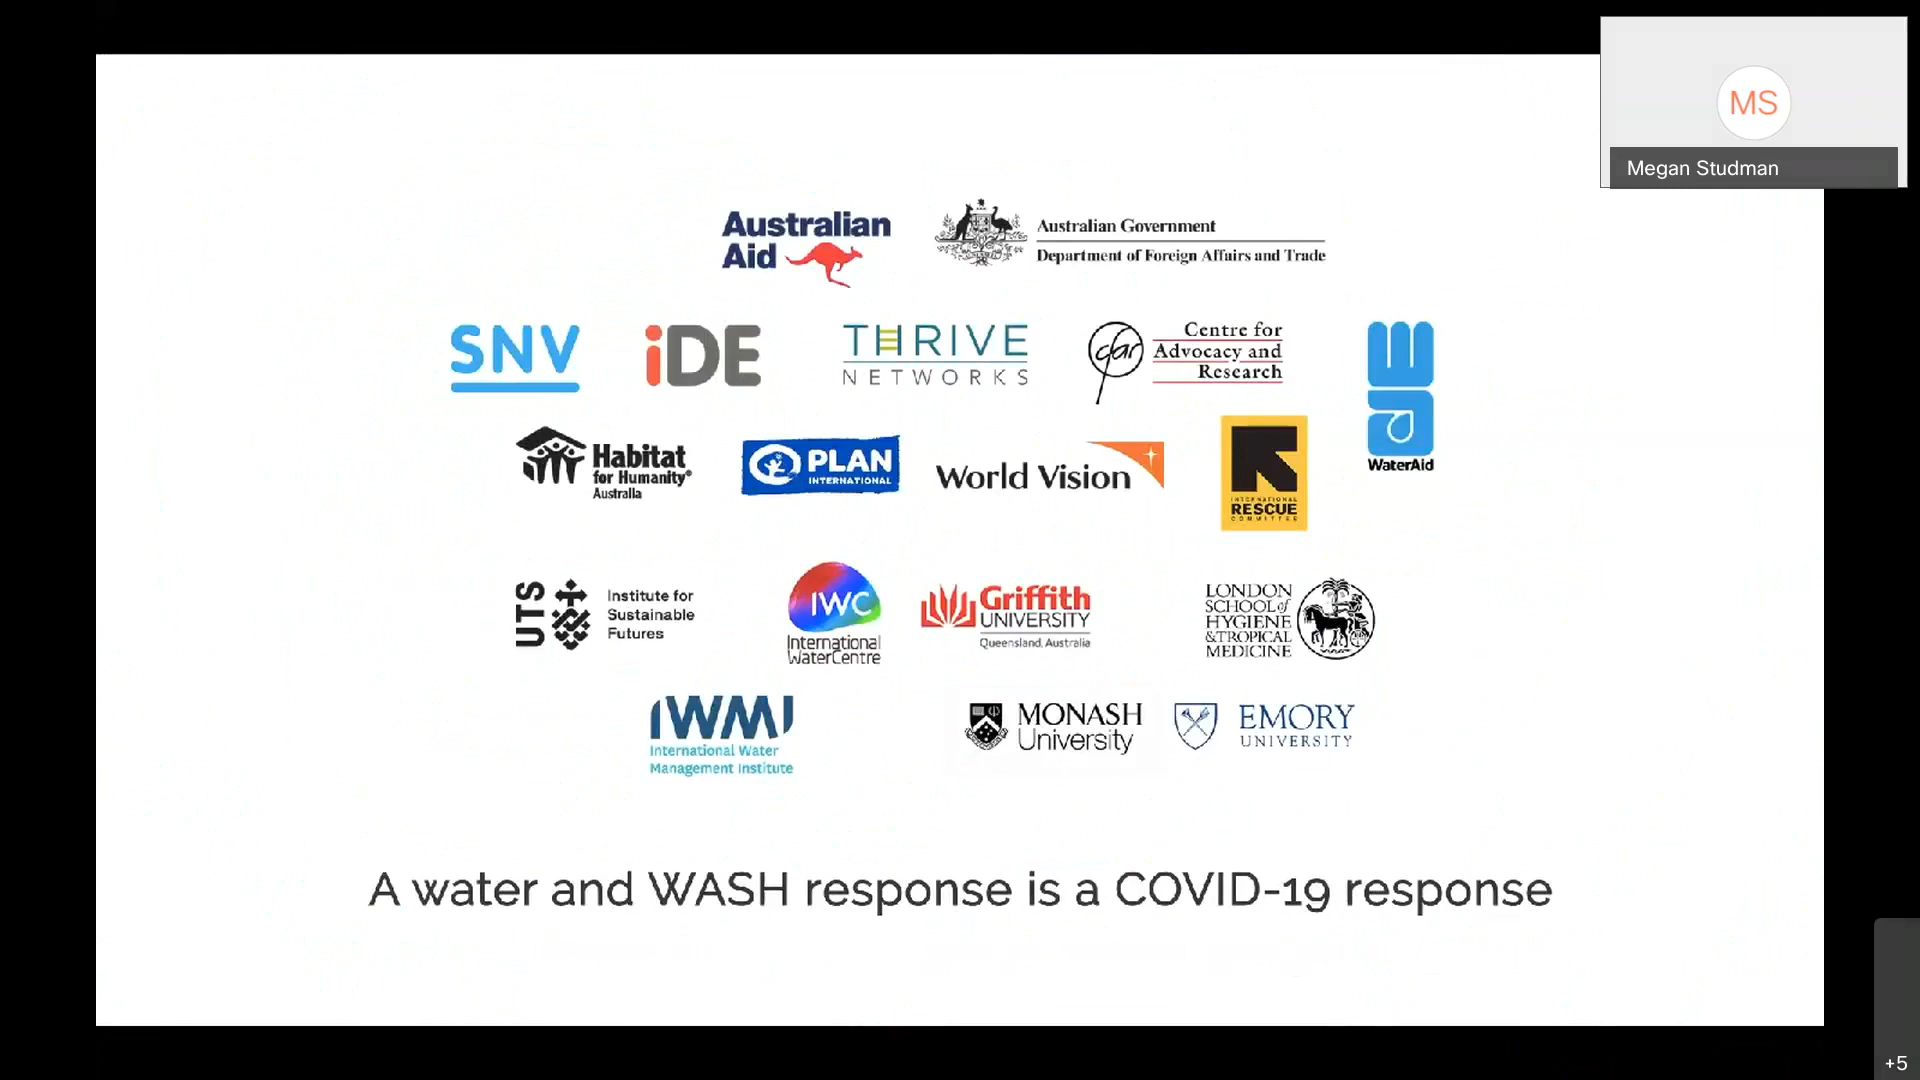 MS
Megan Studman
Australian
Aid
Australian Government
Department of Foreign Affairs and Trade
SNV
iDE
THRIVE
NETWORKS
cfar
Centre for
Advocacy and
Research
WaterAid
Habitat
for Humanity®
Australia
PLAN
INTERNATIONAL
World Vision
INTERNATIONAL
RESCUE
COMMITTEE
UTS
Institute for
Sustainable
Futures
IWC
International
WaterCentre
Griffith
UNIVERSITY
Queensland, Australia
LONDON
SCHOOL of
HYGIENE
&TROPICAL
MEDICINE
IWMI
International Water
Management Institute
MONASH
University
EMORY
UNIVERSITY
A water and WASH response is a COVID-19 response
+5